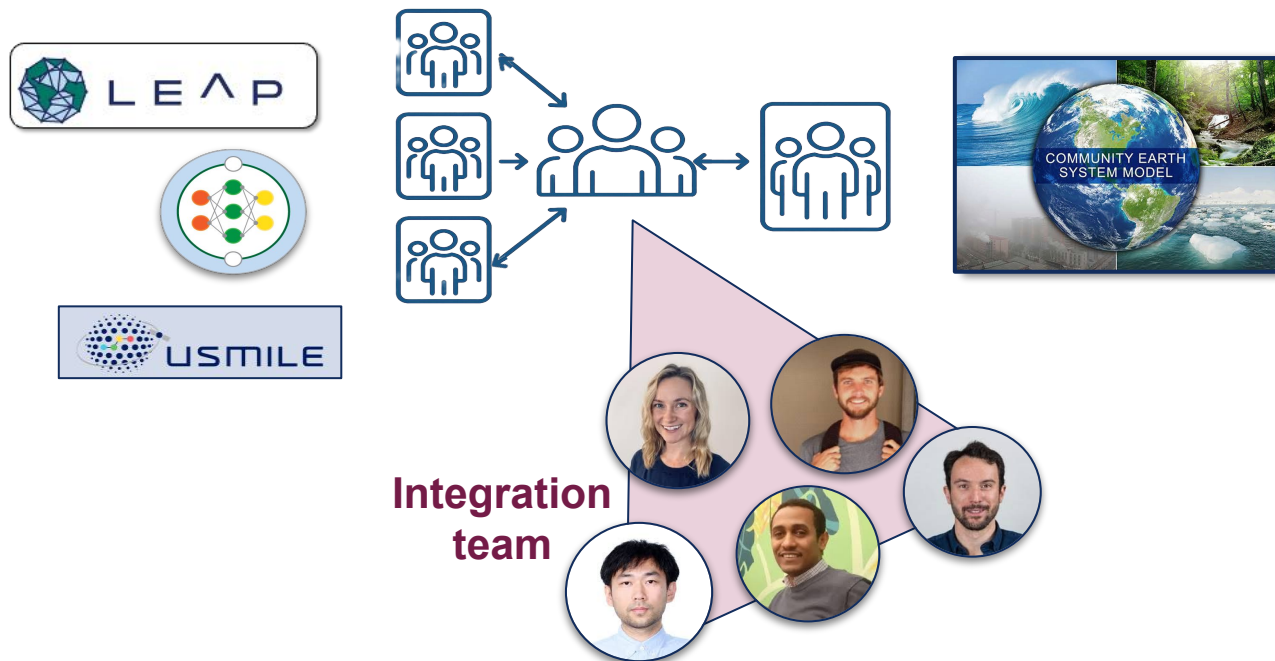 LEAP
COMMUNITY EARTH
SYSTEM MODEL
USMILE
Integration
team